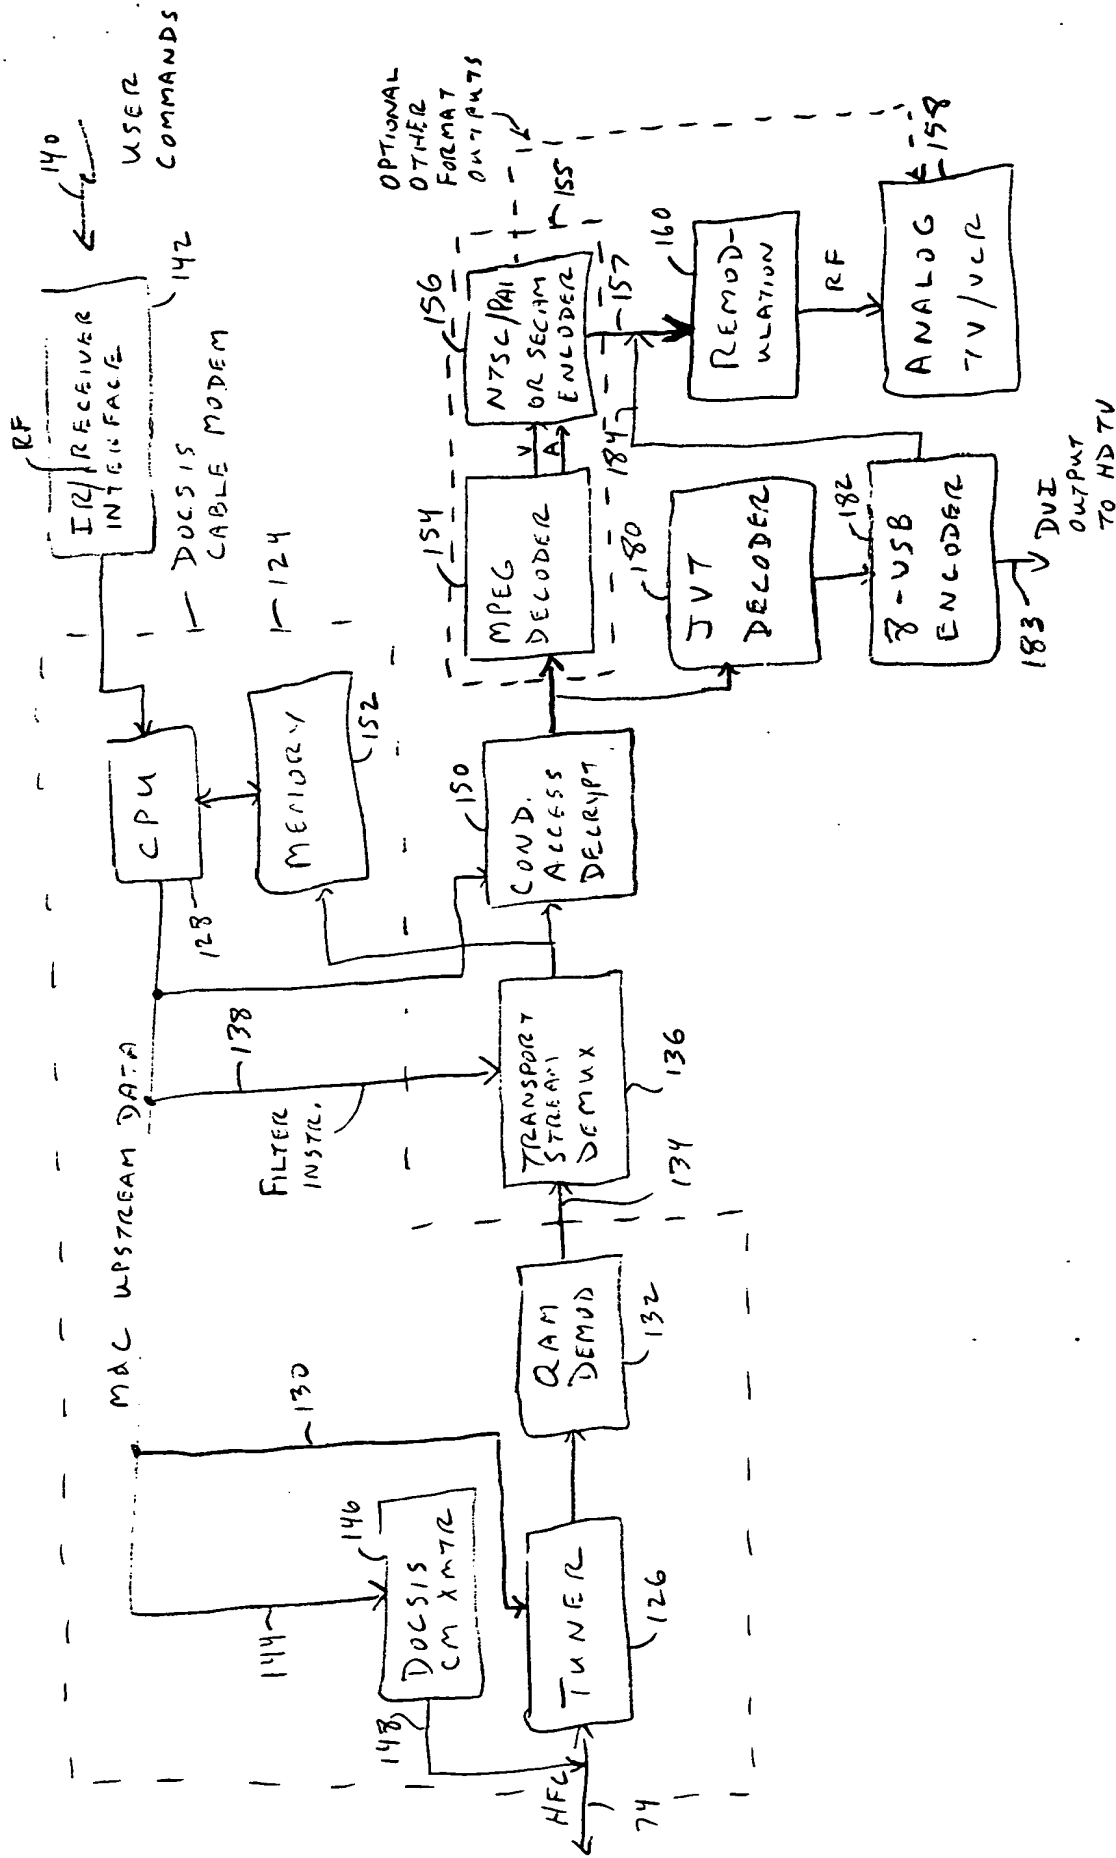 140
USER
COMMANDS
RF
IR/RECEIVER
INTERFACE
142
DOCSIS
CABLE MODEM
124
CPU
128
MEMORY
152
MAC UPSTREAM DATA
138
FILTER
INSTR.
130
144
146
DOCSIS
CM XMTR
148
HFC
74
TUNER
126
QAM
DEMOD
132
134
TRANSPORT
STREAM
DEMUX
136
150
COND.
ACCESS
DECRYPT
154
MPEG
DECODER
V
A
156
NTSC/PAL
OR SECAM
ENCODER
155
OPTIONAL
OTHER
FORMAT
OUTPUTS
157
160
REMOD-
ULATION
RF
ANALOG
TV/VCR
158
180
JVT
DECODER
182
8-VSB
ENCODER
184
183
DVI
OUTPUT
TO HDTV